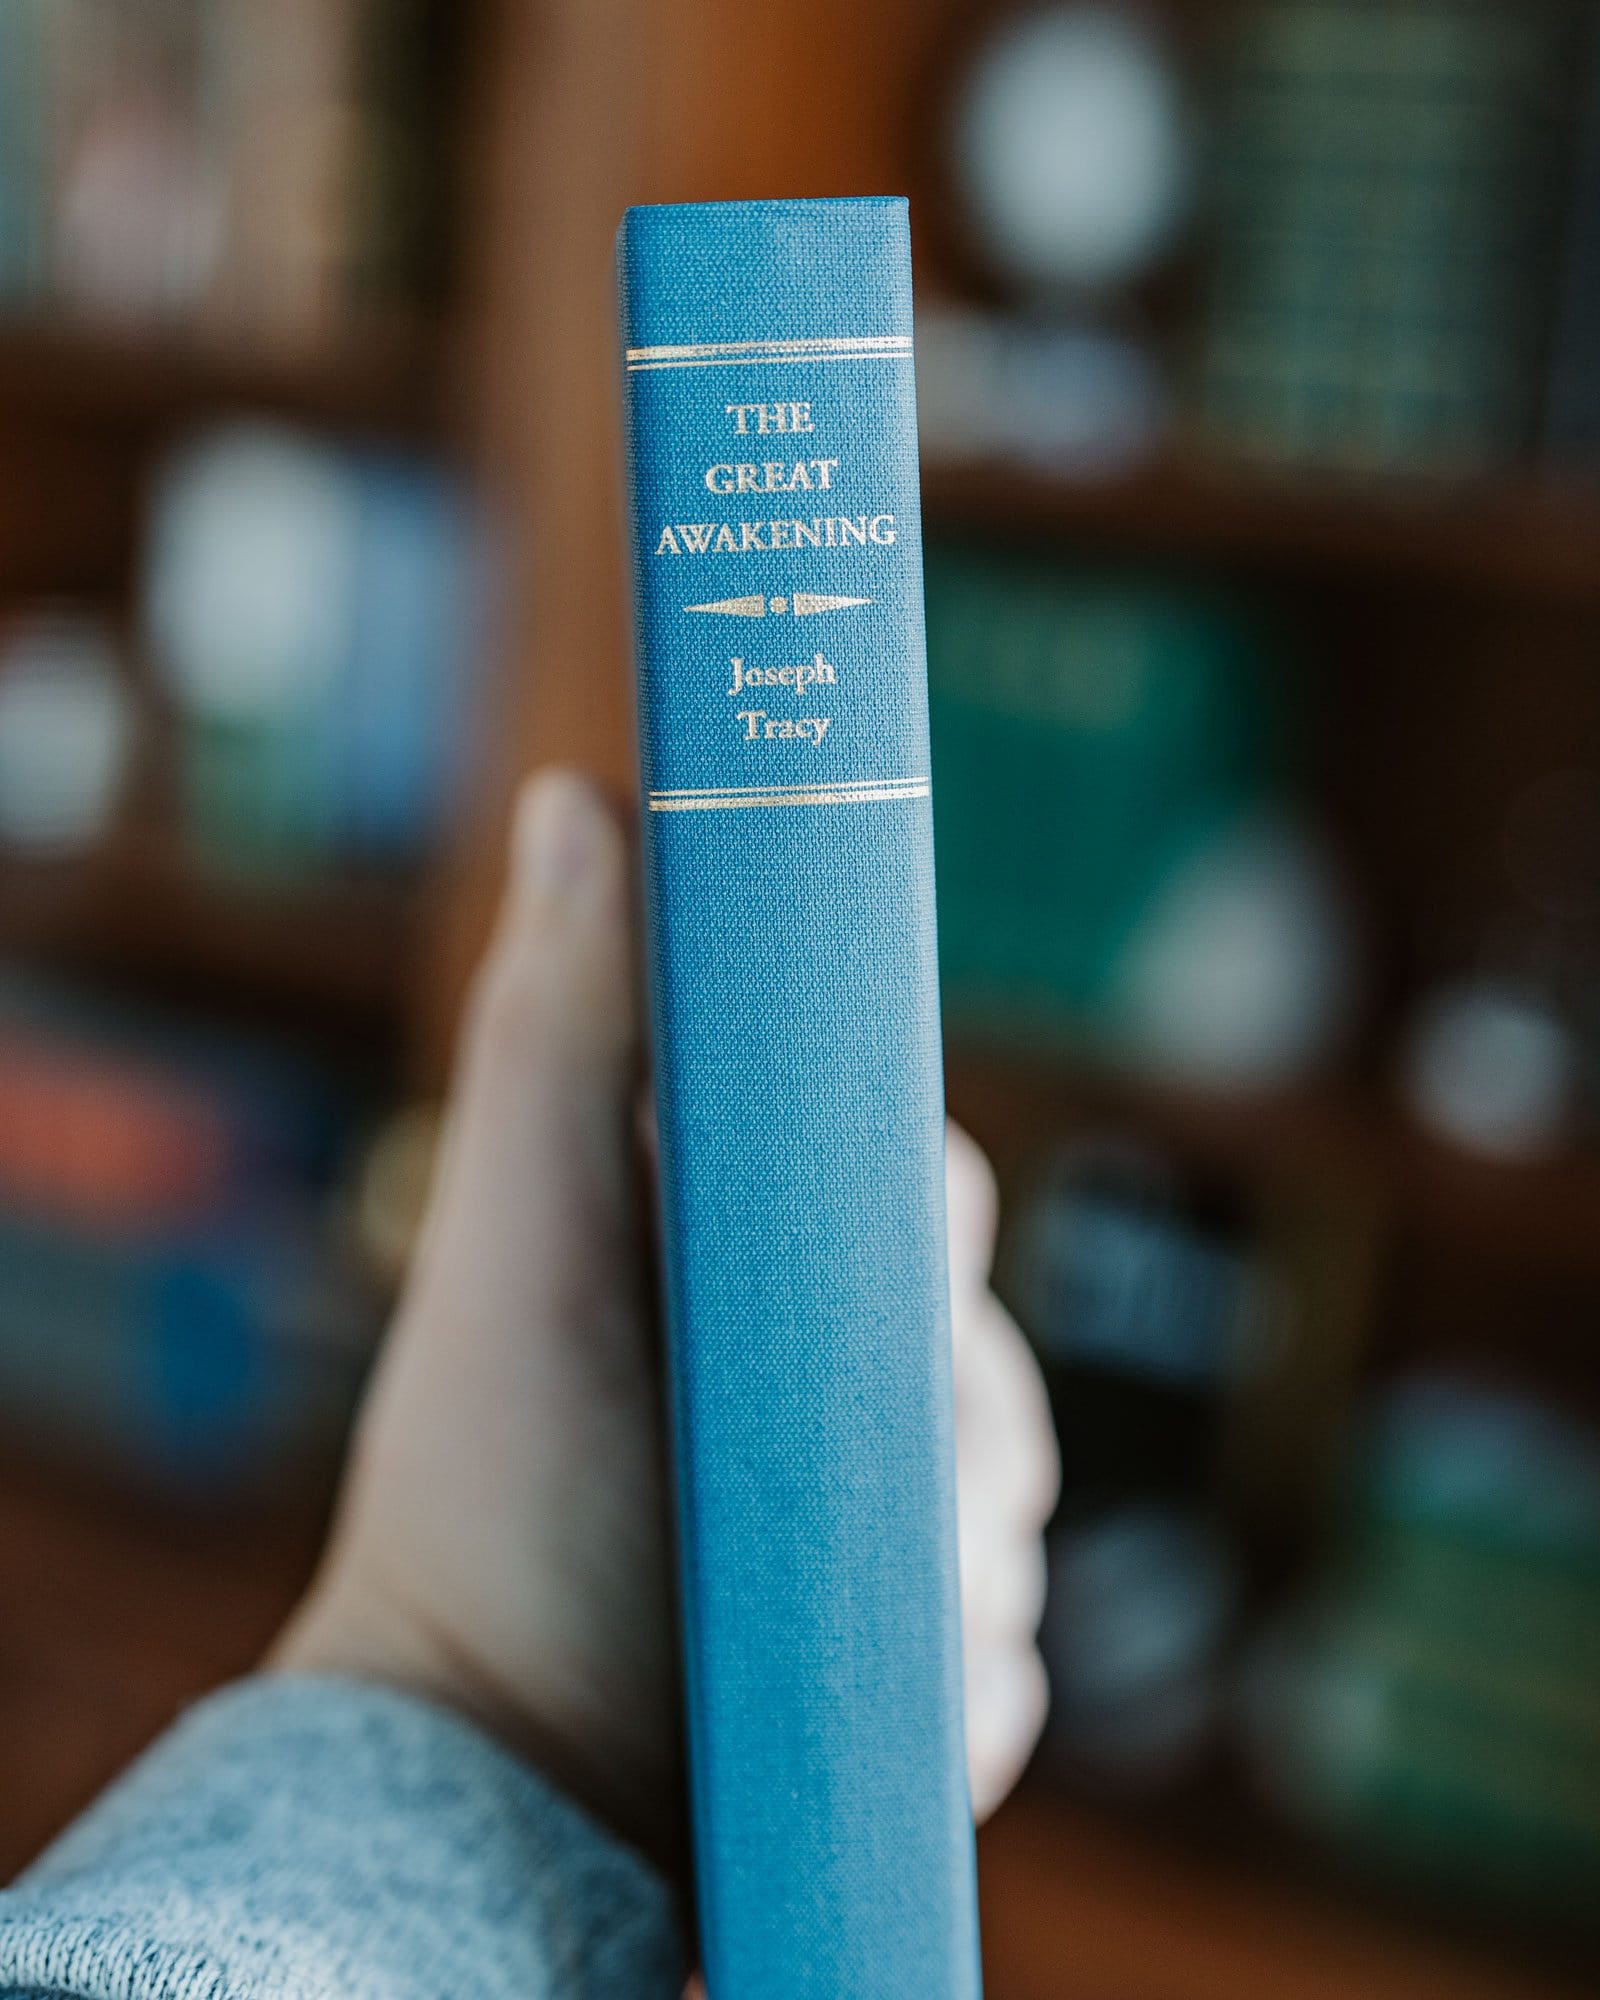 THE
GREAT
AWAKENING
Joseph
Tracy